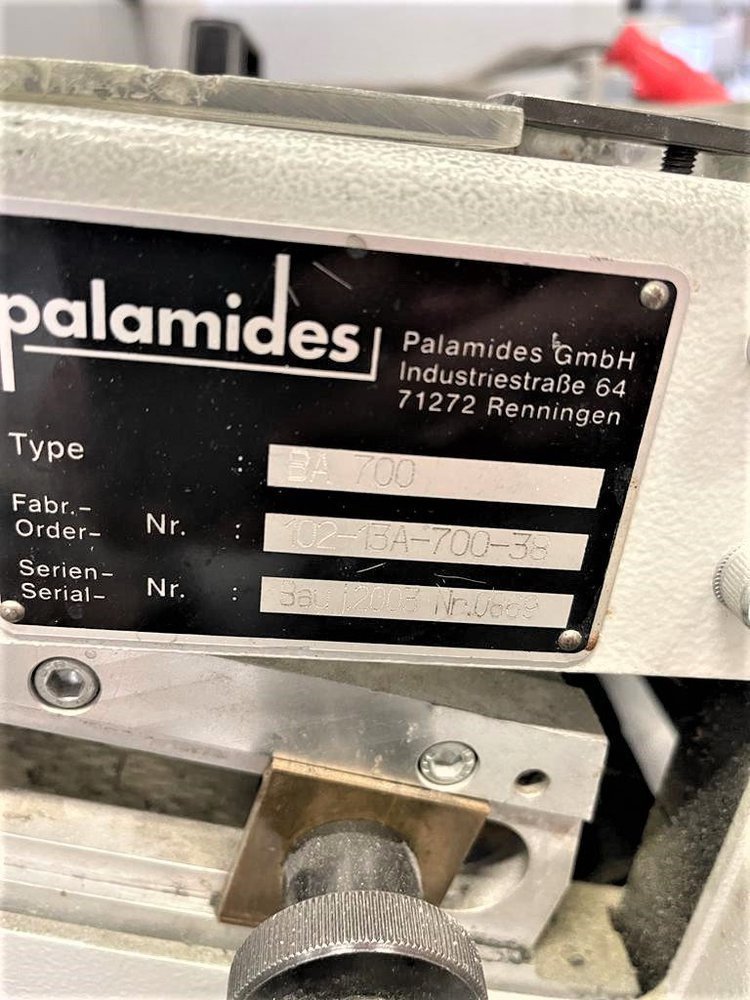 palamides
Palamides GmbH
Industriestraße 64
71272 Renningen
Type : BA 700
Fabr.-
Order- Nr. : 102-BA-700-38
Serien-
Serial- Nr. : 2003